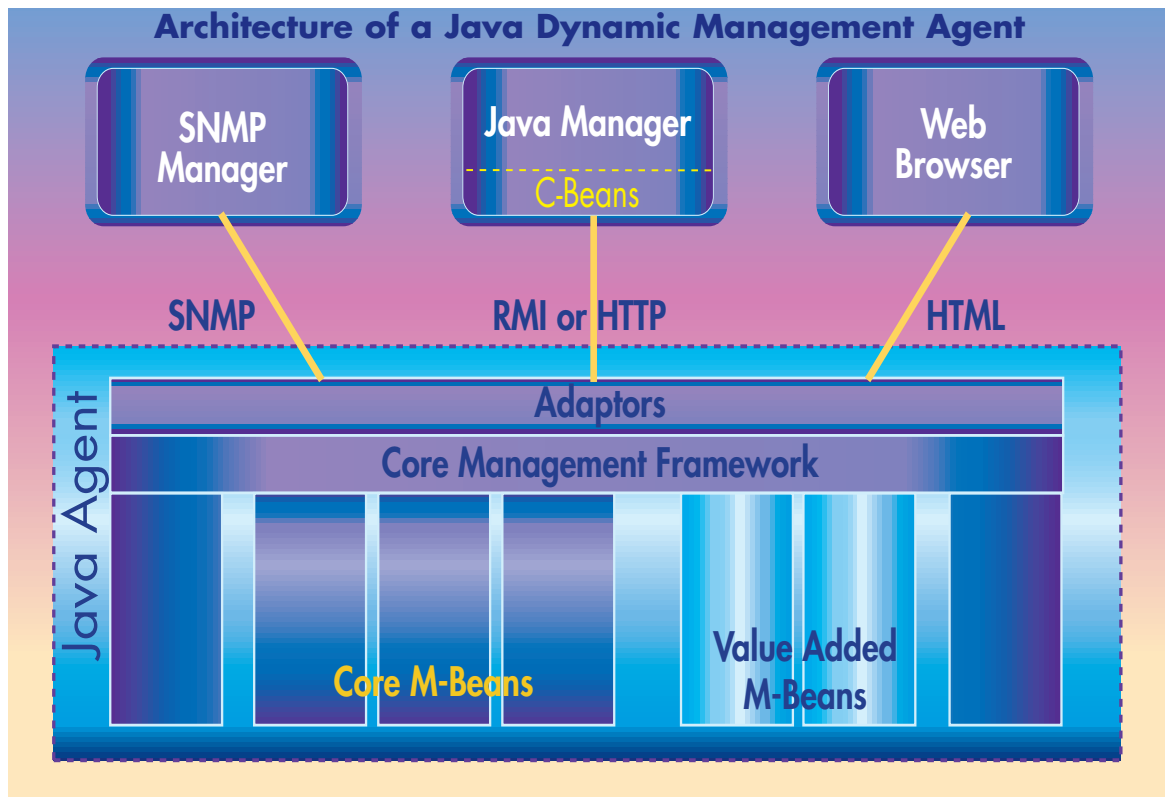 Architecture of a Java Dynamic Management Agent
SNMP
Manager
Java Manager
C-Beans
Web
Browser
SNMP
RMI or HTTP
HTML
Java Agent
Adaptors
Core Management Framework
Core M-Beans
Value Added
M-Beans